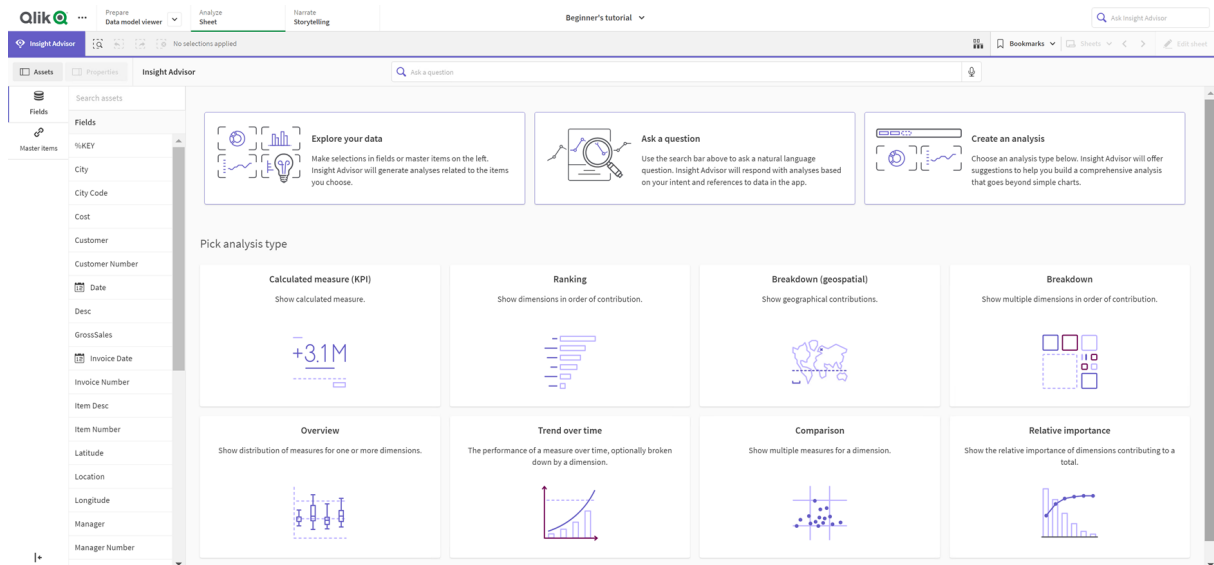 Qlik
Prepare
Data model viewer
Analyze
Sheet
Narrate
Storytelling
Beginner's tutorial
Ask Insight Advisor
Insight Advisor
No selections applied
Bookmarks
Sheets
Edit sheet
Assets
Properties
Insight Advisor
Ask a question
Fields
Master items
Search assets
Fields
%KEY
City
City Code
Cost
Customer
Customer Number
12 Date
Desc
GrossSales
12 Invoice Date
Invoice Number
Item Desc
Item Number
Latitude
Location
Longitude
Manager
Manager Number
Explore your data
Make selections in fields or master items on the left.
Insight Advisor will generate analyses related to the items
you choose.
Ask a question
Use the search bar above to ask a natural language
question. Insight Advisor will respond with analyses based
on your intent and references to data in the app.
Create an analysis
Choose an analysis type below. Insight Advisor will offer
suggestions to help you build a comprehensive analysis
that goes beyond simple charts.
Pick analysis type
Calculated measure (KPI)
Show calculated measure.
+3.1M
Ranking
Show dimensions in order of contribution.
Breakdown (geospatial)
Show geographical contributions.
Breakdown
Show multiple dimensions in order of contribution.
Overview
Show distribution of measures for one or more dimensions.
Trend over time
The performance of a measure over time, optionally broken
down by a dimension.
Comparison
Show multiple measures for a dimension.
Relative importance
Show the relative importance of dimensions contributing to a
total.